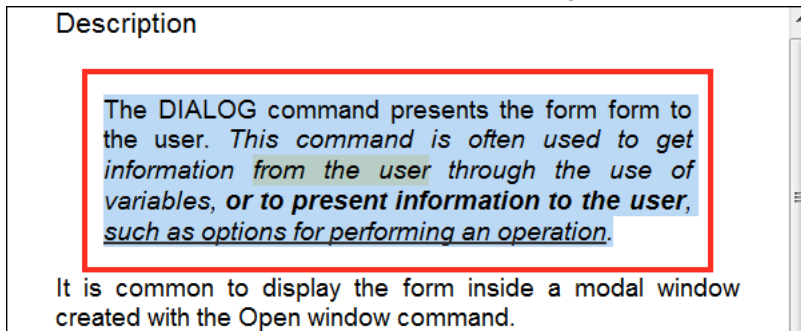 Description
The DIALOG command presents the form form to
the user. This command is often used to get
information from the user through the use of
variables, or to present information to the user,
such as options for performing an operation.
It is common to display the form inside a modal window
created with the Open window command.